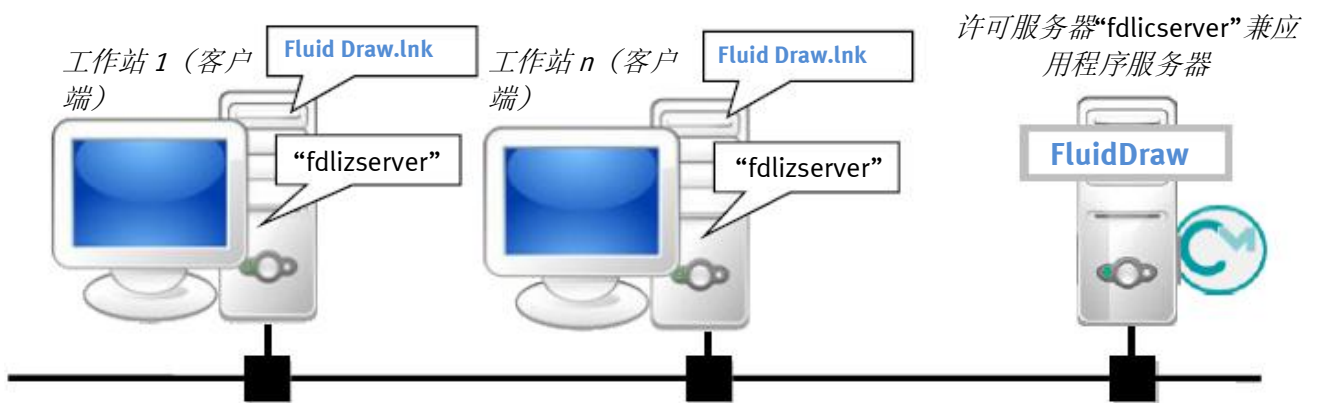 工作站 1（客户
端）
Fluid Draw.lnk
“fdlizserver”
工作站 n（客户
端）
Fluid Draw.lnk
“fdlizserver”
许可服务器“fdlicserver”兼应
用程序服务器
FluidDraw
CM